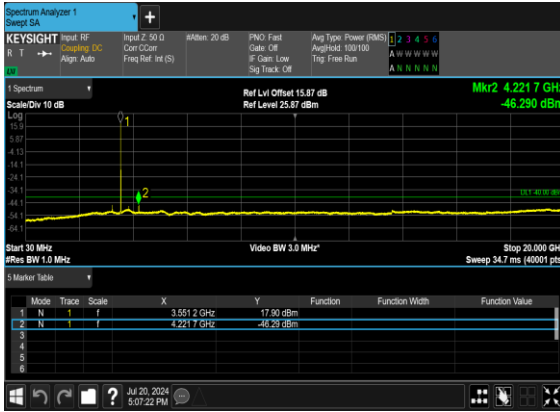 Spectrum Analyzer 1
Swept SA
+
KEYSIGHT Input: RF Input Z: 50 Ω #Atten: 20 dB PNO: Fast Avg Type: Power (RMS) 1 2 3 4 5 6
R T Coupling: DC Corr CCorr Gate: Off Avg|Hold: 100/100 A W W W W W
Align: Auto Freq Ref: Int (S) IF Gain: Low Trig: Free Run
Sig Track: Off A N N N N N
1 Spectrum
Scale/Div 10 dB
Ref Lvl Offset 15.87 dB
Ref Level 25.87 dBm
Mkr2 4.221 7 GHz
-46.290 dBm
Log
15.9
5.87
-4.13
-14.1
-24.1
-34.1
-44.1
-54.1
1
2
DL1 -40.00 dBm
Start 30 MHz Video BW 3.0 MHz* Stop 20.000 GH
#Res BW 1.0 MHz Sweep 34.7 ms (40001 pts
5 Marker Table
Mode Trace Scale X Y Function Function Width Function Value
1 N 1 f 3.551 2 GHz 17.90 dBm
2 N 1 f 4.221 7 GHz -46.29 dBm
3
4
5
6
? Jul 20, 2024
5:07:22 PM